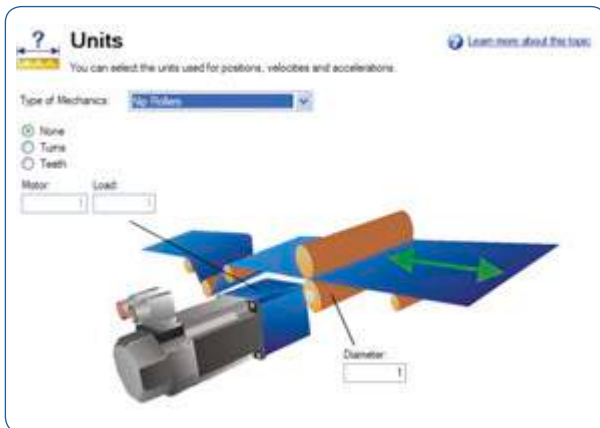 ?
Units
Learn more about this topic
You can select the units used for positions, velocities and accelerations.
Type of Mechanics: Nip Rollers
None
Turns
Teeth
Motor: Load:
1 1
Diameter:
1